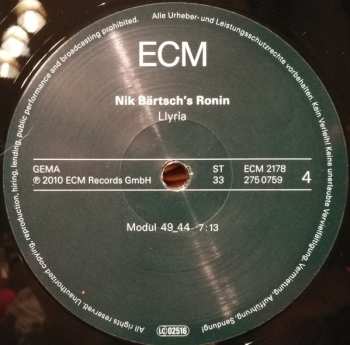 Alle Urheber- und Leistungsschutzrechte vorbehalten. Kein Verleih! Keine unerlaubte Vervielfältigung, Vermietung, Aufführung, Sendung!
ECM
Nik Bärtsch's Ronin
Llyria
GEMA ST ECM 2178
℗ 2010 ECM Records GmbH 33 275 0759 4
Modul 49_44 7:13
All rights reserved. Unauthorized copying, reproduction, hiring, lending, public performance and broadcasting prohibited.
LC 02516